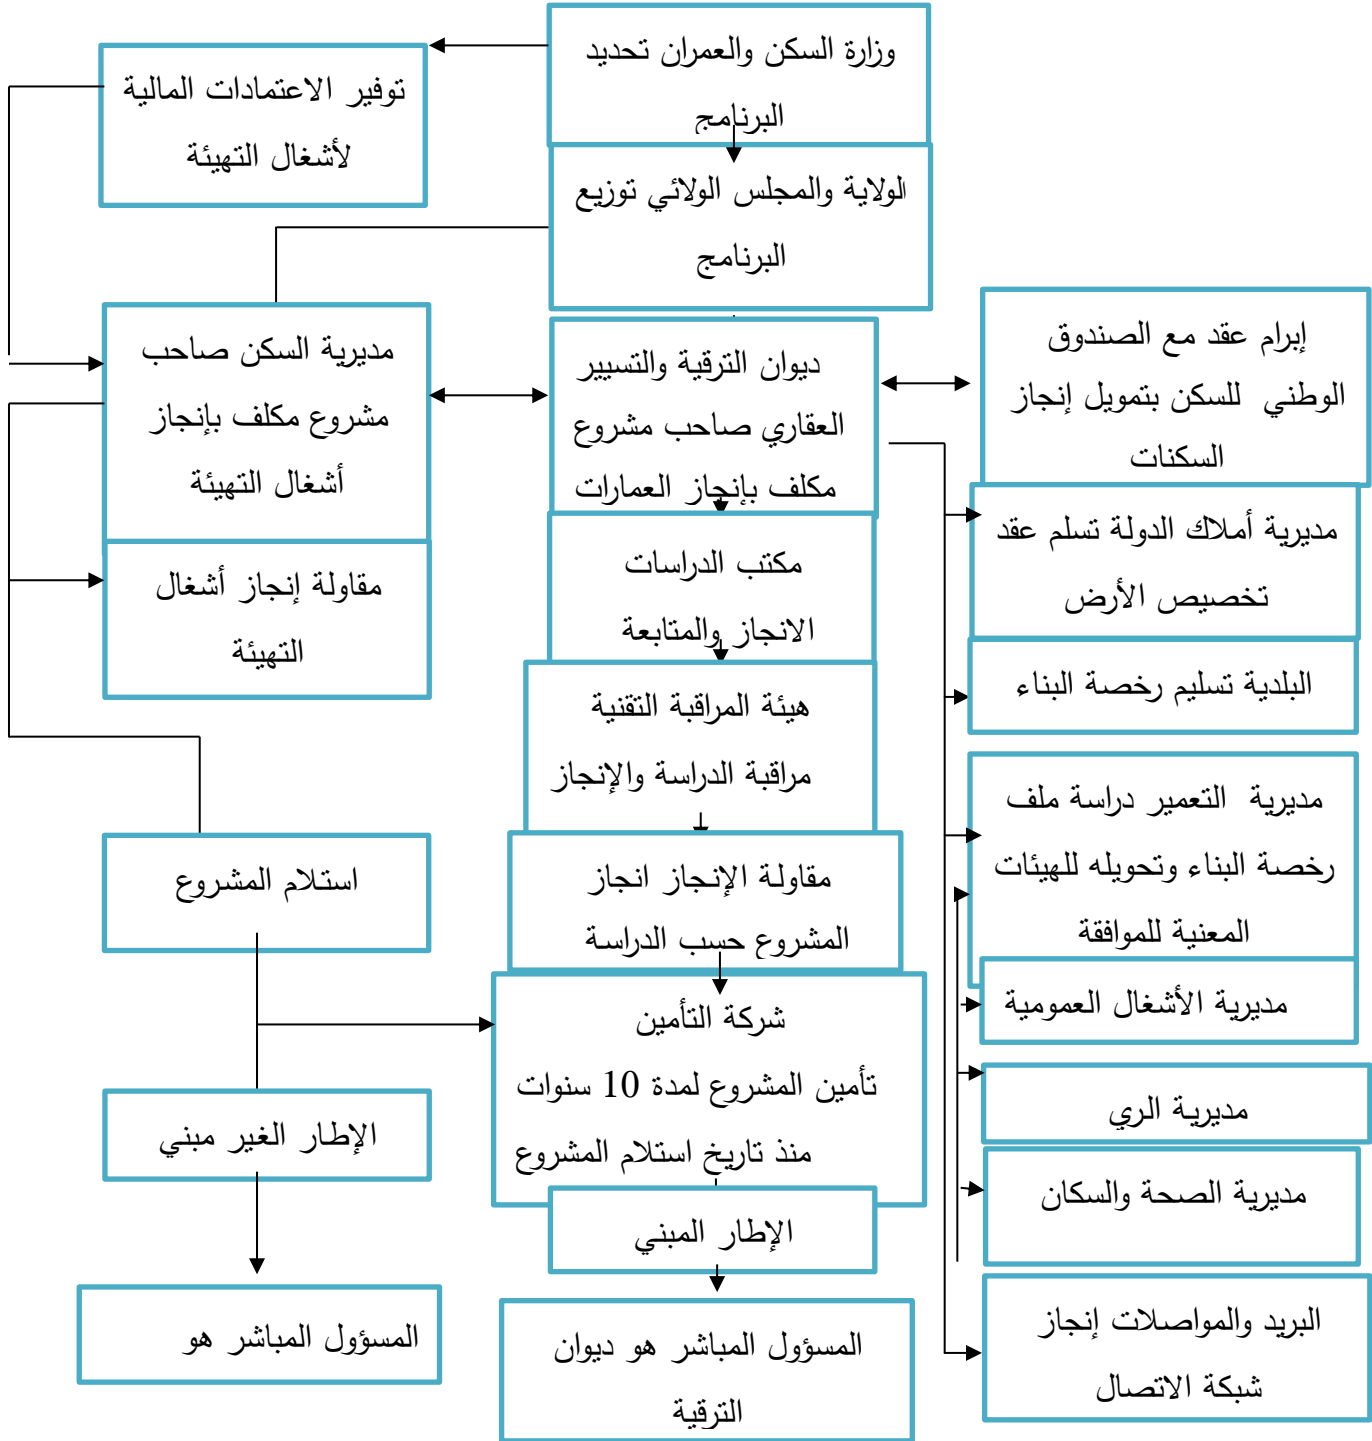 وزارة السكن والعمران تحديد
البرنامج
توفير الاعتمادات المالية
لأشغال التهيئة
الولاية والمجلس الولائي توزيع
البرنامج
إبرام عقد مع الصندوق
الوطني للسكن بتمويل إنجاز
السكنات
ديوان الترقية والتسيير
العقاري صاحب مشروع
مكلف بإنجاز العمارات
مديرية السكن صاحب
مشروع مكلف بإنجاز
أشغال التهيئة
مديرية أملاك الدولة تسلم عقد
تخصيص الأرض
مكتب الدراسات
الانجاز والمتابعة
مقاولة إنجاز أشغال
التهيئة
البلدية تسليم رخصة البناء
هيئة المراقبة التقنية
مراقبة الدراسة والإنجاز
مديرية التعمير دراسة ملف
رخصة البناء وتحويله للهيئات
المعنية للموافقة
مقاولة الإنجاز انجاز
المشروع حسب الدراسة
استلام المشروع
مديرية الأشغال العمومية
شركة التأمين
تأمين المشروع لمدة 10 سنوات
منذ تاريخ استلام المشروع
مديرية الري
الإطار الغير مبني
مديرية الصحة والسكان
الإطار المبني
البريد والمواصلات إنجاز
شبكة الاتصال
المسؤول المباشر هو ديوان
الترقية
المسؤول المباشر هو